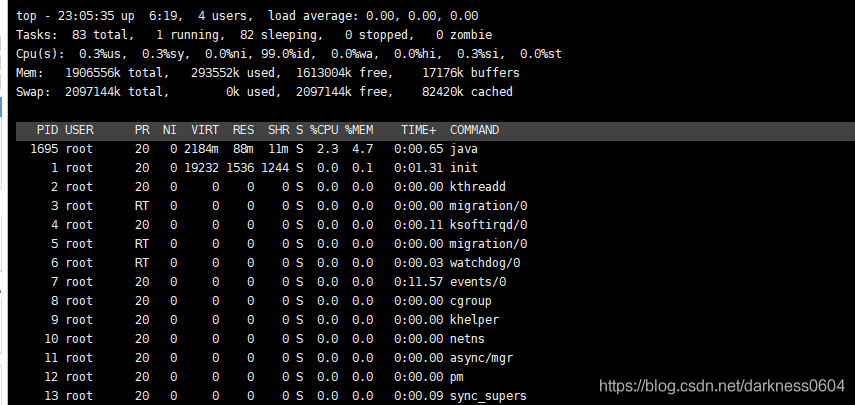 top - 23:05:35 up  6:19,  4 users,  load average: 0.00, 0.00, 0.00
Tasks:  83 total,   1 running,  82 sleeping,   0 stopped,   0 zombie
Cpu(s):  0.3%us,  0.3%sy,  0.0%ni, 99.0%id,  0.0%wa,  0.0%hi,  0.3%si,  0.0%st
Mem:   1906556k total,   293552k used,  1613004k free,    17176k buffers
Swap:  2097144k total,        0k used,  2097144k free,    82420k cached
PID USER      PR  NI  VIRT  RES  SHR S %CPU %MEM    TIME+  COMMAND
1695 root      20   0 2184m  88m  11m S  2.3  4.7   0:00.65 java
1 root      20   0 19232 1536 1244 S  0.0  0.1   0:01.31 init
2 root      20   0     0    0    0 S  0.0  0.0   0:00.00 kthreadd
3 root      RT   0     0    0    0 S  0.0  0.0   0:00.00 migration/0
4 root      20   0     0    0    0 S  0.0  0.0   0:00.11 ksoftirqd/0
5 root      RT   0     0    0    0 S  0.0  0.0   0:00.00 migration/0
6 root      RT   0     0    0    0 S  0.0  0.0   0:00.03 watchdog/0
7 root      20   0     0    0    0 S  0.0  0.0   0:11.57 events/0
8 root      20   0     0    0    0 S  0.0  0.0   0:00.00 cgroup
9 root      20   0     0    0    0 S  0.0  0.0   0:00.00 khelper
10 root      20   0     0    0    0 S  0.0  0.0   0:00.00 netns
11 root      20   0     0    0    0 S  0.0  0.0   0:00.00 async/mgr
12 root      20   0     0    0    0 S  0.0  0.0   0:00.00 pm
13 root      20   0     0    0    0 S  0.0  0.0   0:00.09 sync_supers
https://blog.csdn.net/darkness0604